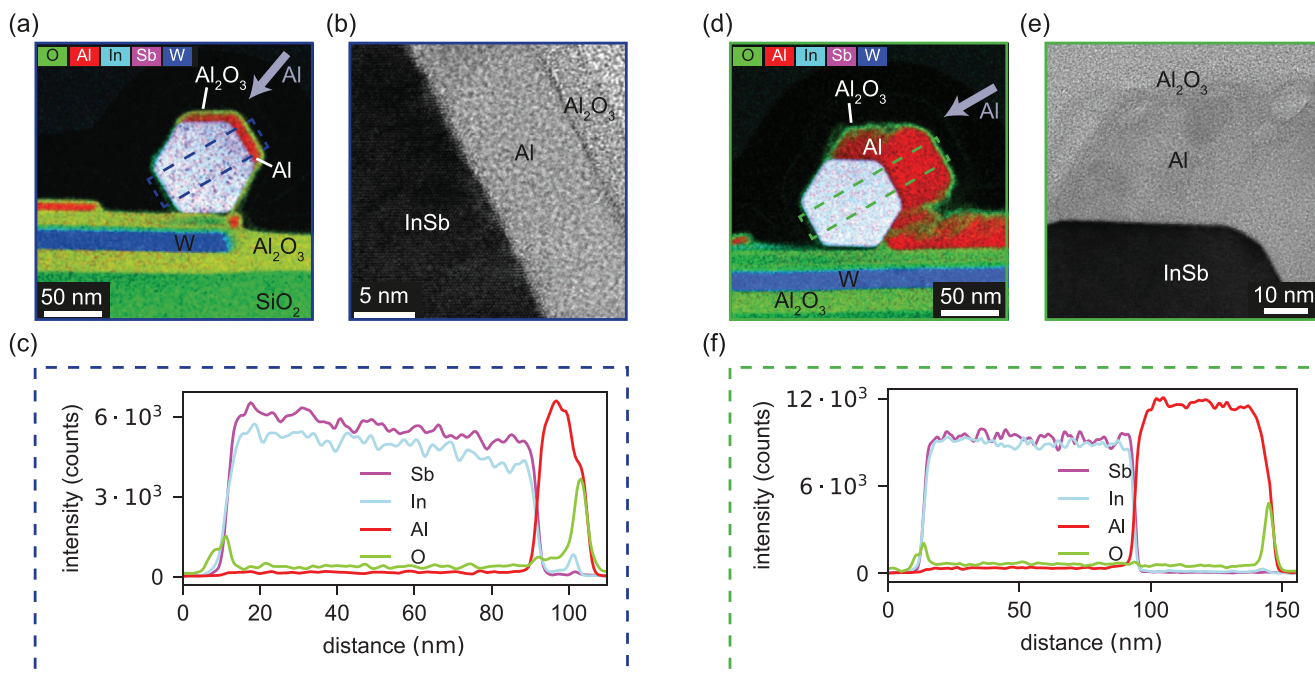 (a)
O Al In Sb W
Al
Al₂O₃
Al
W
Al₂O₃
50 nm
SiO₂
(b)
Al₂O₃
Al
InSb
5 nm
(c)
intensity (counts)
6 · 10³
3 · 10³
0
Sb
In
Al
O
0 20 40 60 80 100
distance (nm)
(d)
O Al In Sb W
Al₂O₃
Al
Al
W
Al₂O₃
50 nm
(e)
Al₂O₃
Al
InSb
10 nm
(f)
intensity (counts)
12 · 10³
6 · 10³
0
Sb
In
Al
O
0 50 100 150
distance (nm)